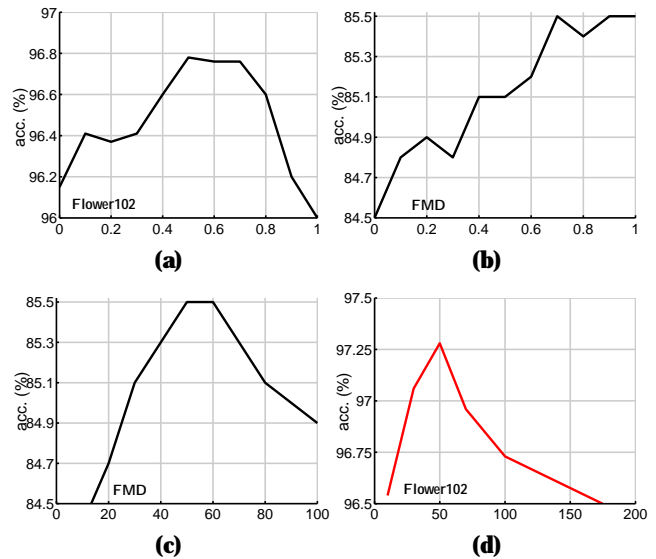 97
96.8
96.6
96.4
96.2
96
acc. (%)
Flower102
0 0.2 0.4 0.6 0.8 1
(a)
85.5
85.3
85.1
84.9
84.7
84.5
acc. (%)
FMD
0 0.2 0.4 0.6 0.8 1
(b)
85.5
85.3
85.1
84.9
84.7
84.5
acc. (%)
FMD
0 20 40 60 80 100
(c)
97.5
97.25
97
96.75
96.5
acc. (%)
Flower102
0 50 100 150 200
(d)